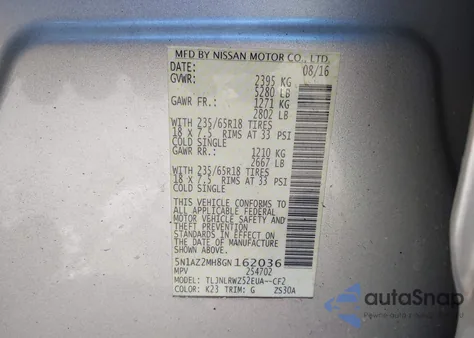 MFD BY NISSAN MOTOR CO., LTD.
DATE: 08/16
GVWR: 2395 KG
5280 LB
GAWR FR.: 1271 KG
2802 LB
WITH 235/65R18 TIRES
18 x 7.5 RIMS AT 33 PSI
COLD SINGLE
GAWR RR.: 1210 KG
2667 LB
WITH 235/65R18 TIRES
18 x 7.5 RIMS AT 33 PSI
COLD SINGLE
THIS VEHICLE CONFORMS TO
ALL APPLICABLE FEDERAL
MOTOR VEHICLE SAFETY AND
THEFT PREVENTION
STANDARDS IN EFFECT ON THE
DATE OF MANUFACTURE
SHOWN ABOVE.
5N1AZ2MH8GN162036
MPV 254702
MODEL: TLJNLRWZ52EUA--CF2
COLOR: K23 TRIM: G ZS30A
autaSnap